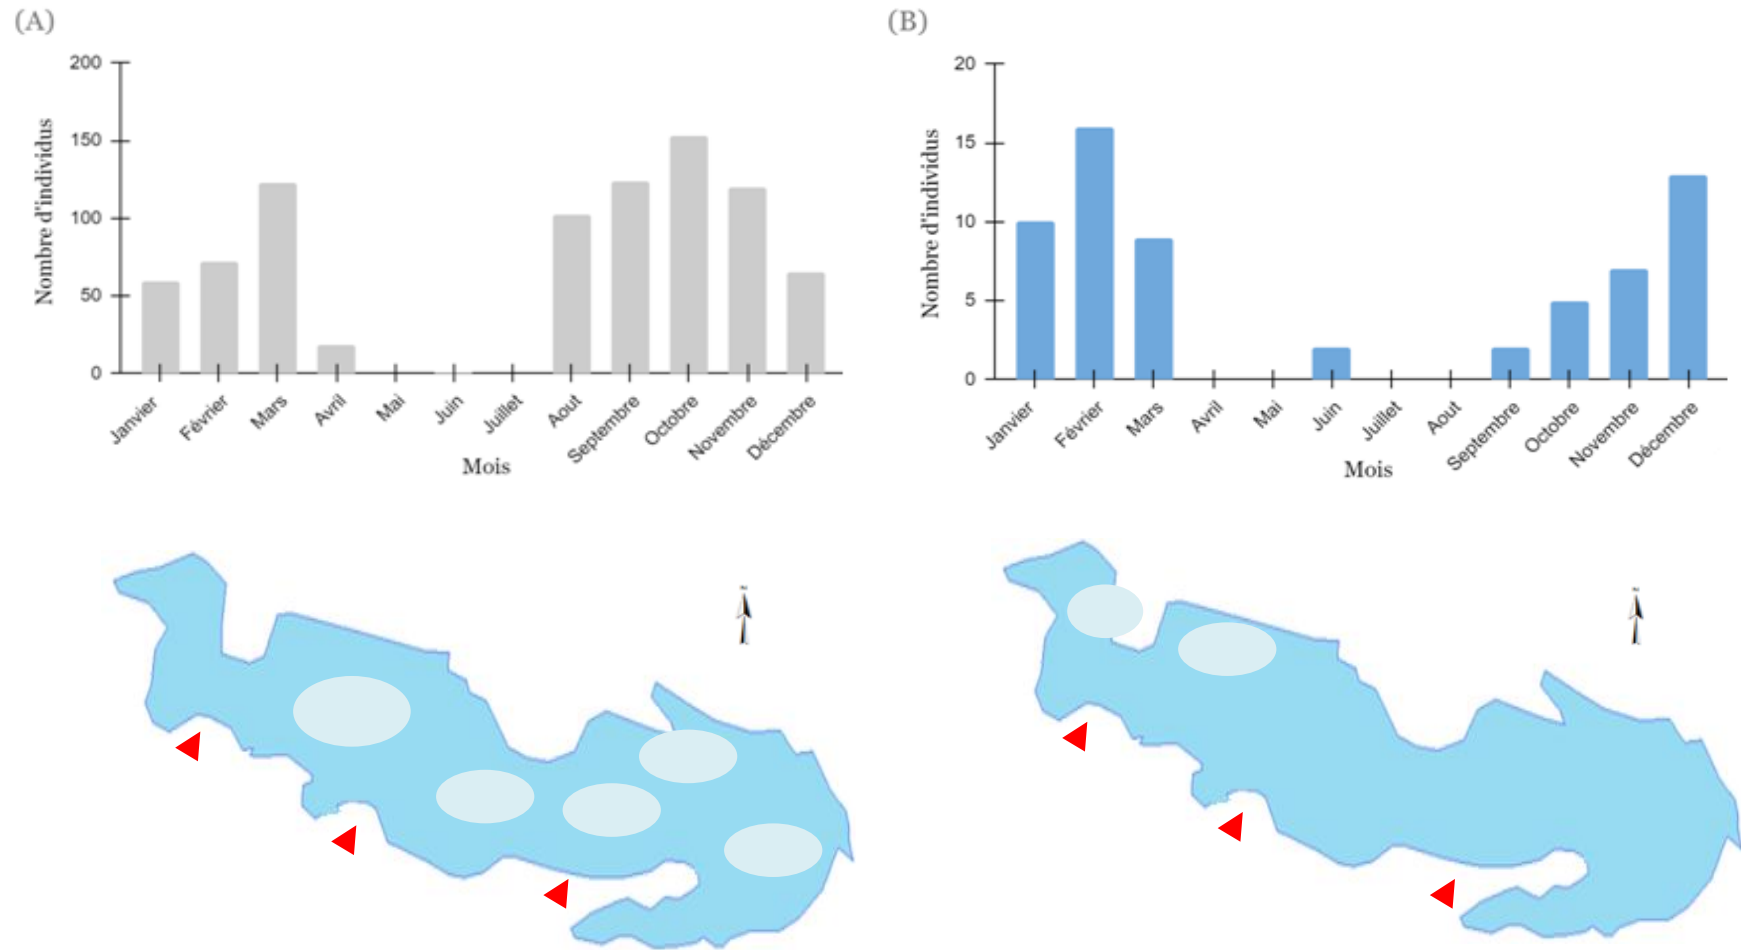 (A)
200
150
100
50
0
Nombre d'individus
Janvier
Février
Mars
Avril
Mai
Juin
Juillet
Aout
Septembre
Octobre
Novembre
Décembre
Mois
(B)
20
15
10
5
0
Nombre d'individus
Janvier
Février
Mars
Avril
Mai
Juin
Juillet
Aout
Septembre
Octobre
Novembre
Décembre
Mois